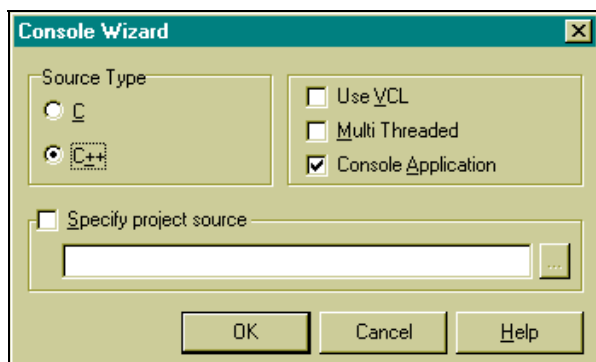 Console Wizard
Source Type
C
C++
Use VCL
Multi Threaded
Console Application
Specify project source
...
OK
Cancel
Help